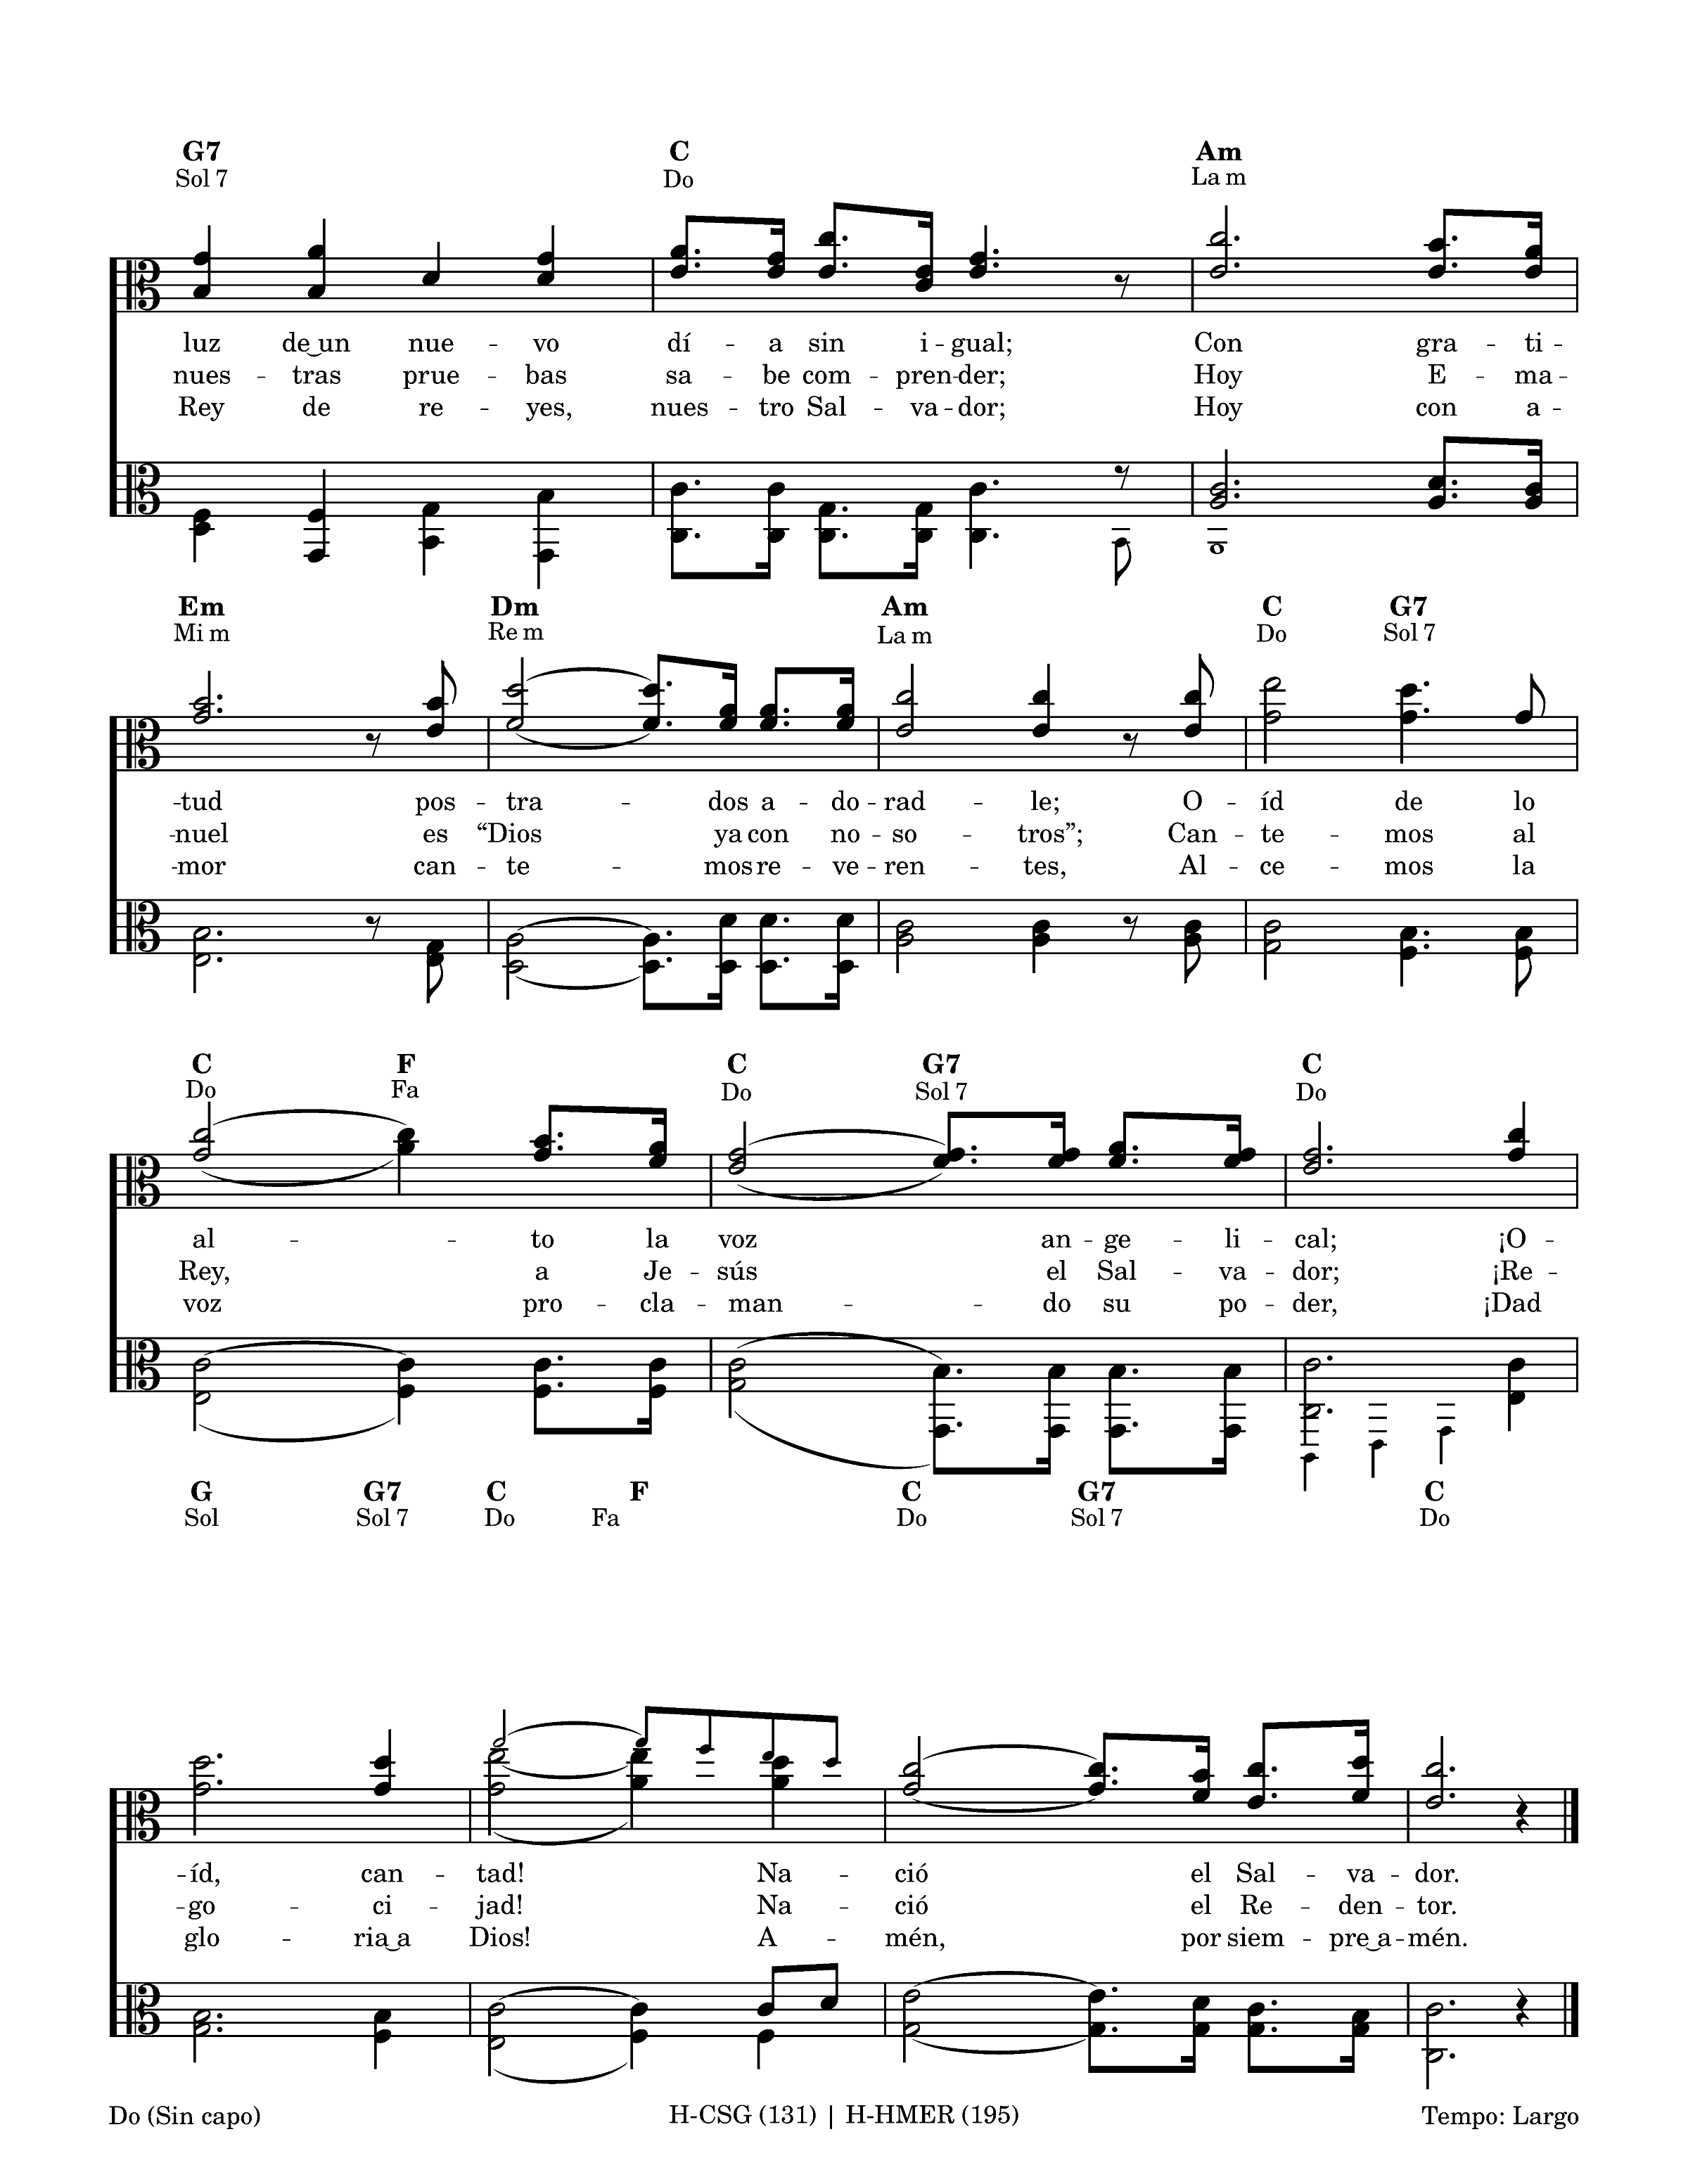 G7 C Am
Sol 7 Do La m
luz de‿un nue - vo dí - a sin i - gual; Con gra - ti -
nues - tras prue - bas sa - be com - pren - der; Hoy E - ma -
Rey de re - yes, nues - tro Sal - va - dor; Hoy con a -
Em Dm Am C G7
Mi m Re m La m Do Sol 7
-tud pos - tra - dos a - do - rad - le; O - íd de lo
-nuel es “Dios ya con no - so - tros”; Can - te - mos al
-mor can - te - mos re - ve - ren - tes, Al - ce - mos la
C F C G7 C
Do Fa Do Sol 7 Do
al - to la voz an - ge - li - cal; ¡O -
Rey, a Je - sús el Sal - va - dor; ¡Re -
voz pro - cla - man - do su po - der, ¡Dad
G G7 C F C G7 C
Sol Sol 7 Do Fa Do Sol 7 Do
-íd, can - tad! Na - ció el Sal - va - dor.
-go - ci - jad! Na - ció el Re - den - tor.
glo - ria‿a Dios! A - mén, por siem - pre‿a - mén.
Do (Sin capo) H-CSG (131) | H-HMER (195) Tempo: Largo